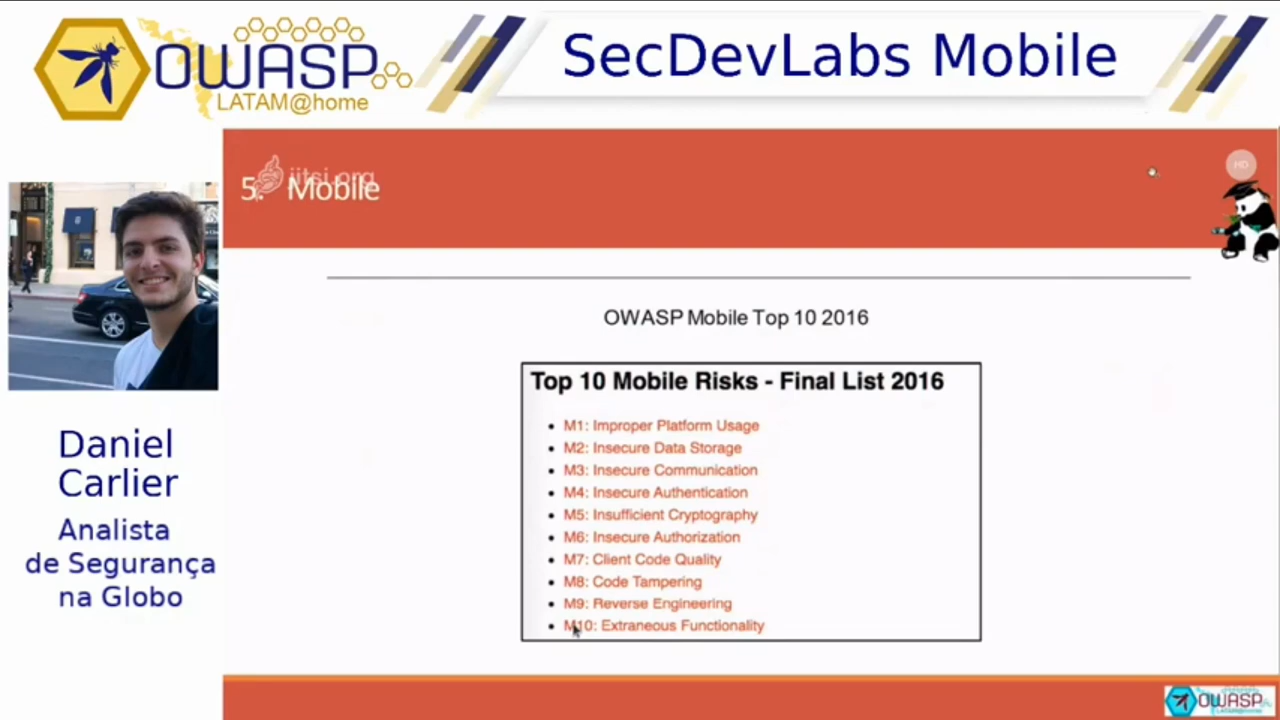 OWASP
LATAM@home
SecDevLabs Mobile
jitsi.org
5. Mobile
HD
OWASP Mobile Top 10 2016
Top 10 Mobile Risks - Final List 2016
• M1: Improper Platform Usage
• M2: Insecure Data Storage
• M3: Insecure Communication
• M4: Insecure Authentication
• M5: Insufficient Cryptography
• M6: Insecure Authorization
• M7: Client Code Quality
• M8: Code Tampering
• M9: Reverse Engineering
• M10: Extraneous Functionality
Daniel
Carlier
Analista
de Segurança
na Globo
OWASP